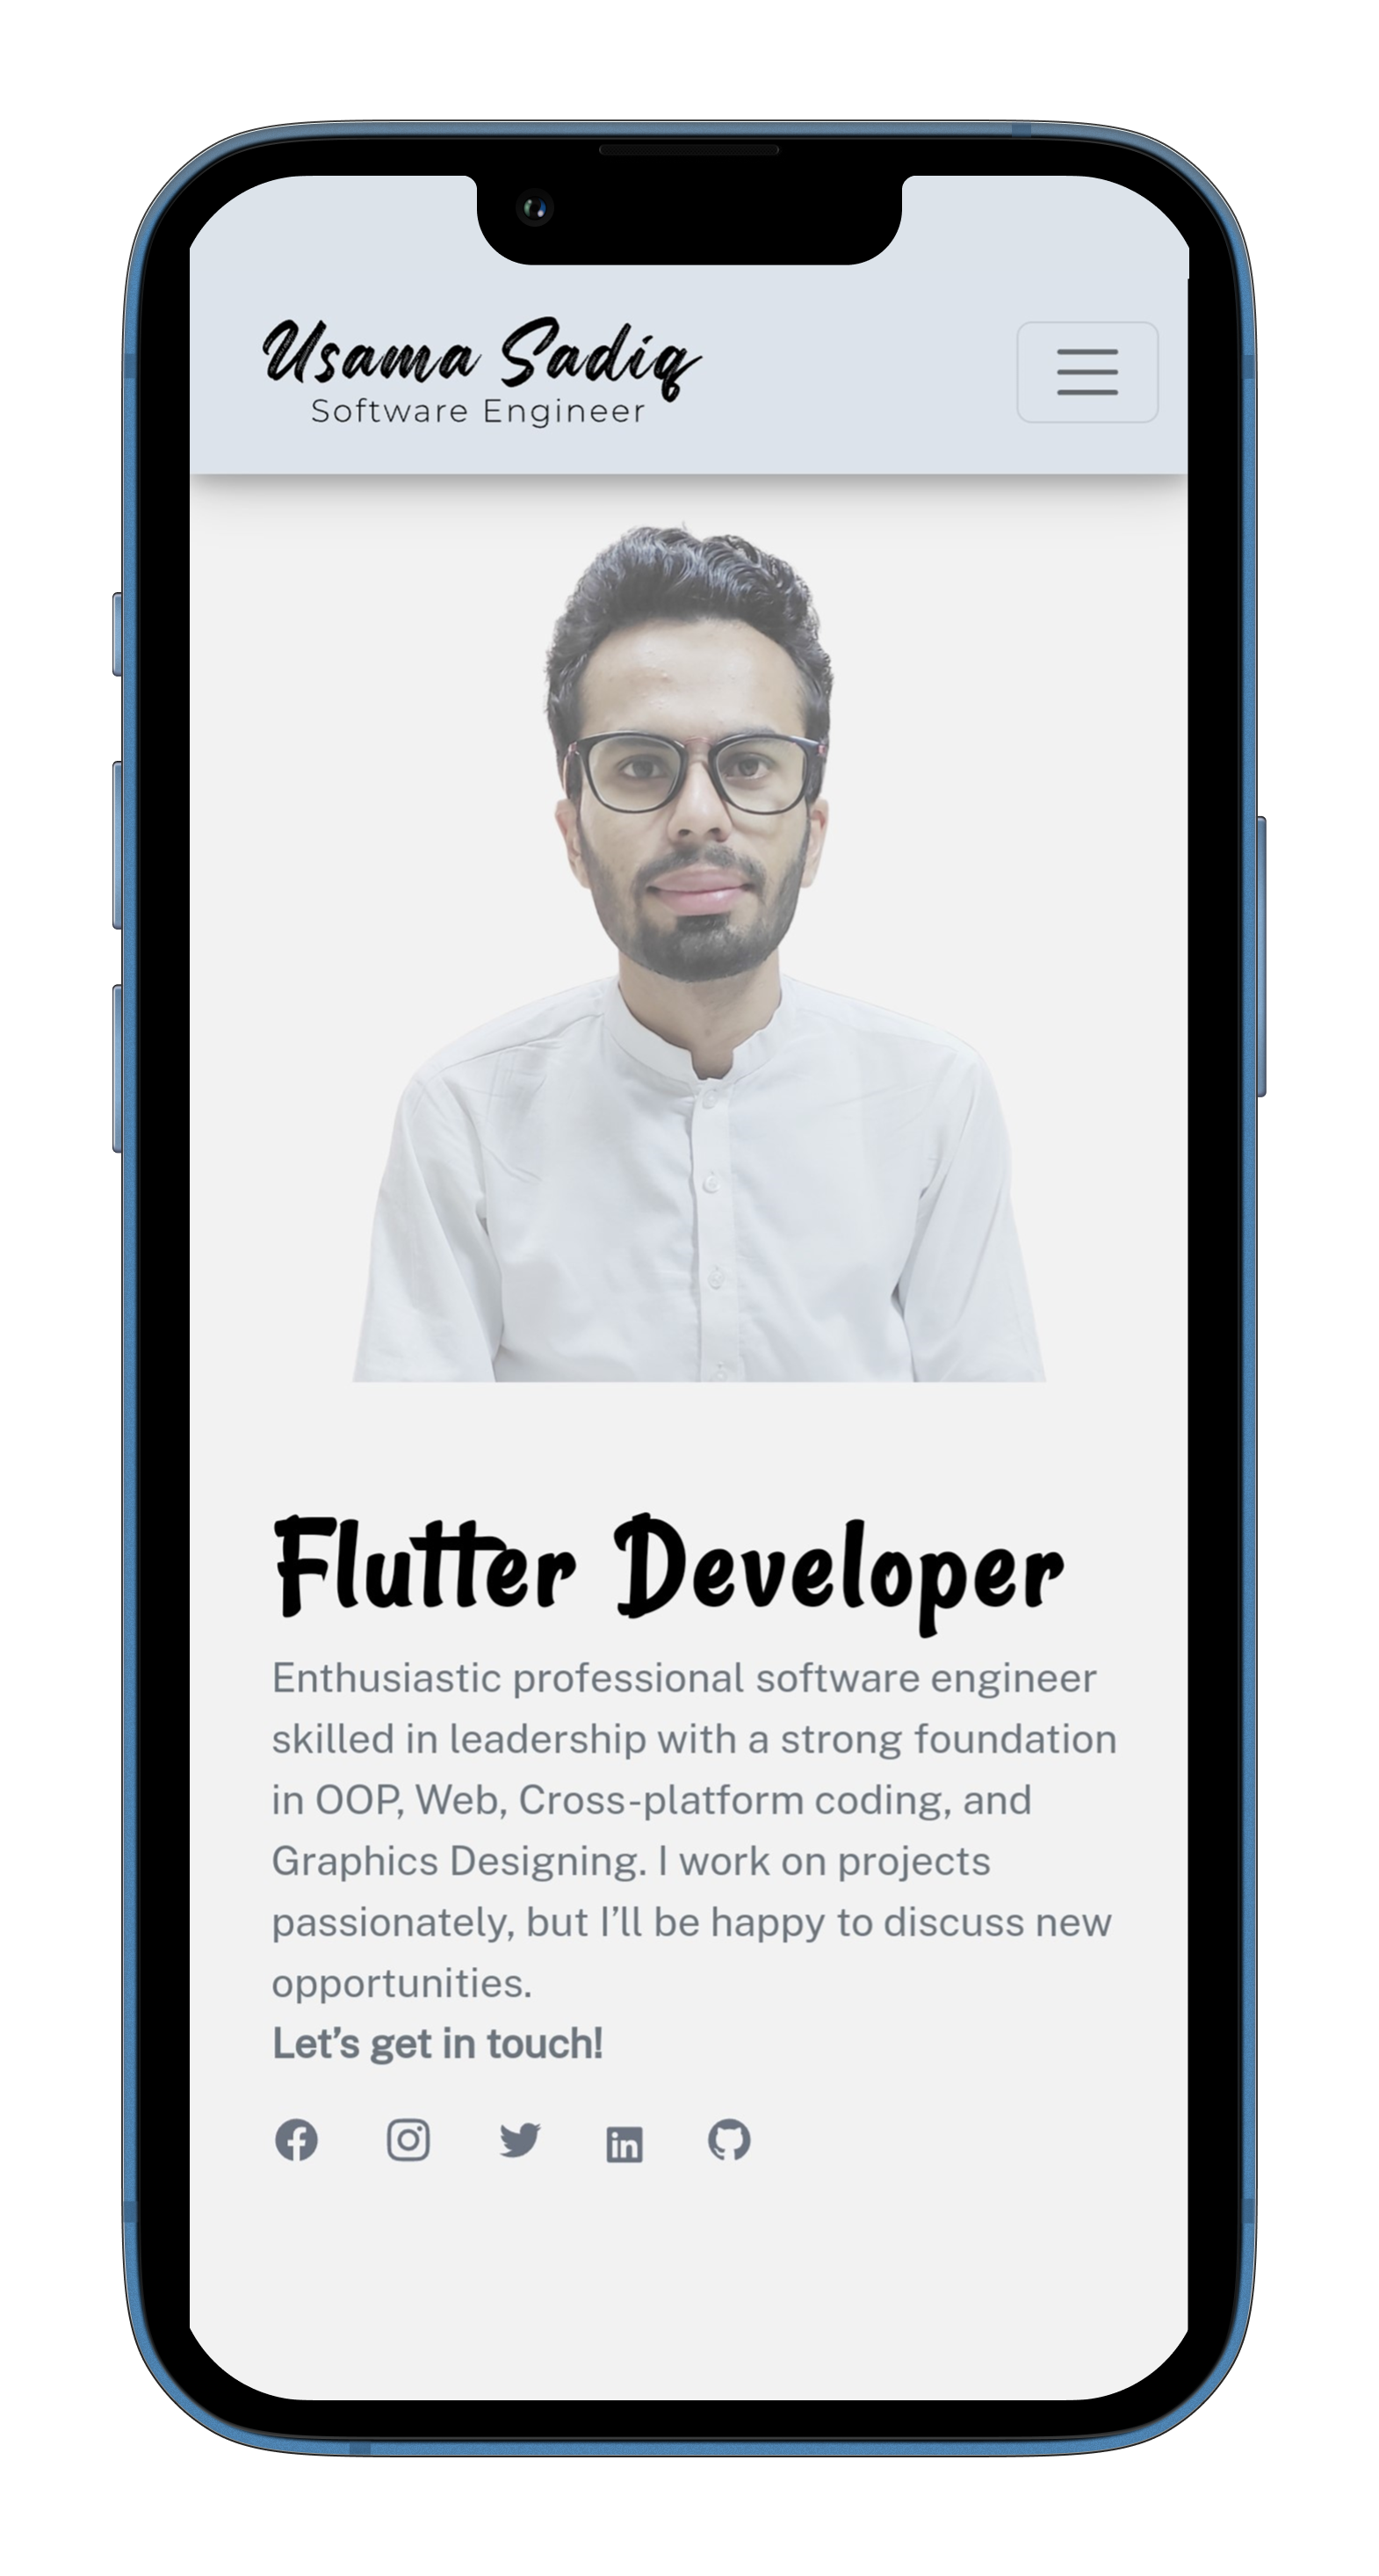 Usama Sadiq
Software Engineer
Flutter Developer
Enthusiastic professional software engineer
skilled in leadership with a strong foundation
in OOP, Web, Cross-platform coding, and
Graphics Designing. I work on projects
passionately, but I’ll be happy to discuss new
opportunities.
Let’s get in touch!
in